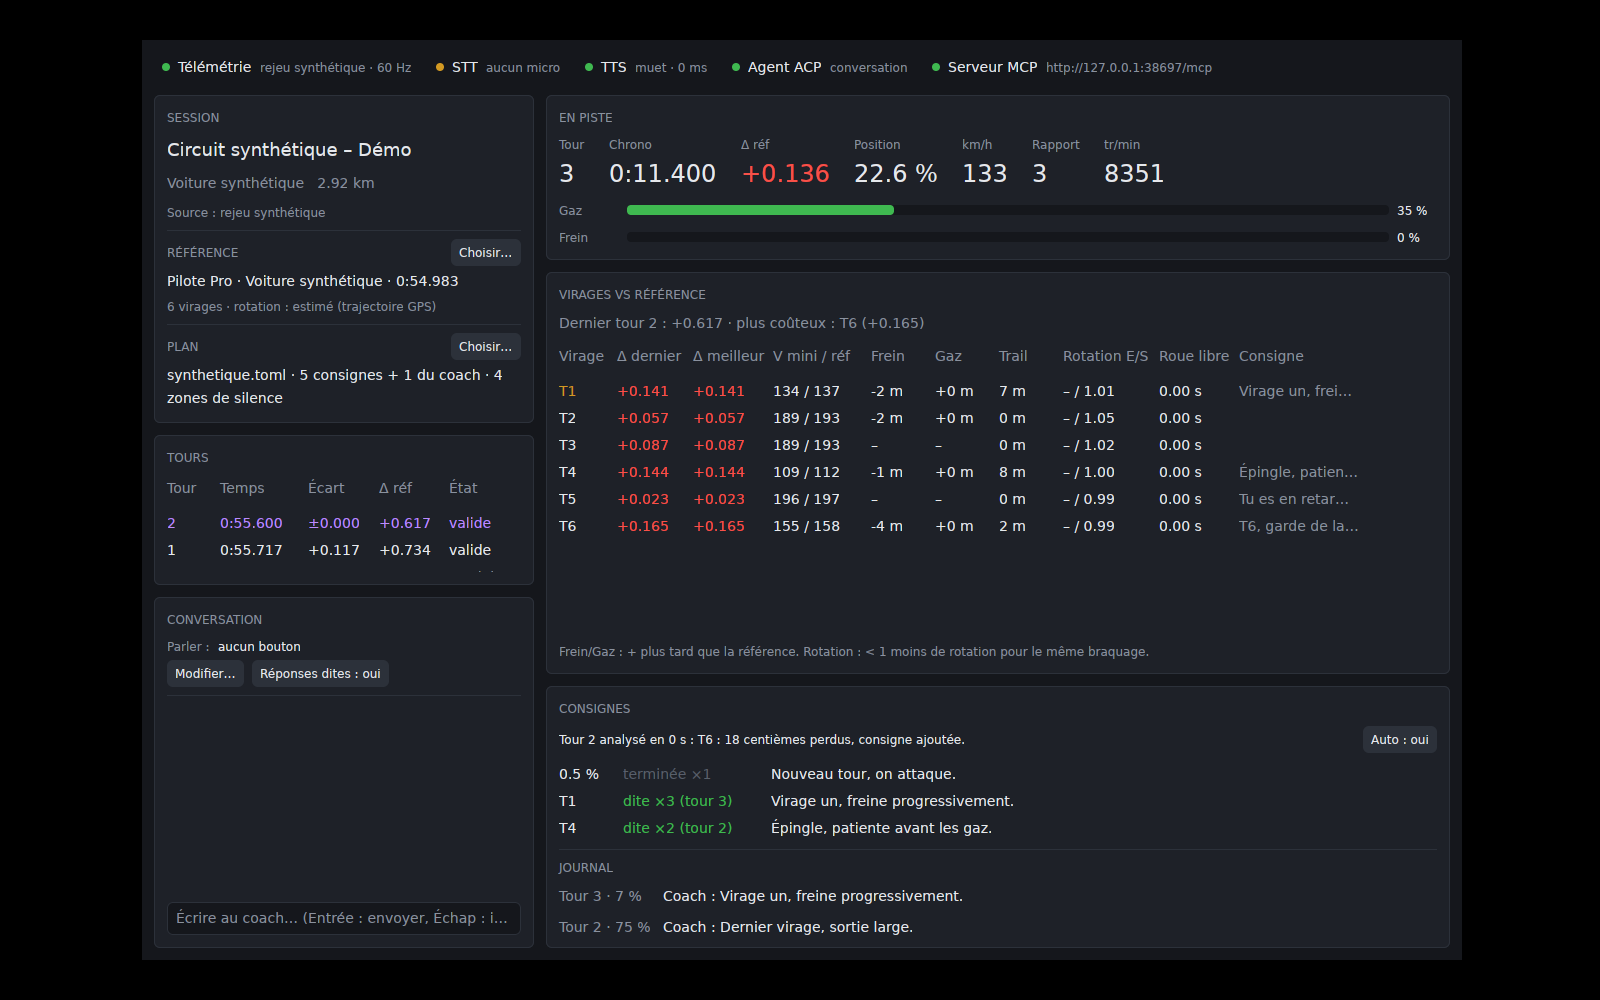 Télémétrie rejeu synthétique · 60 Hz STT aucun micro TTS muet · 0 ms Agent ACP conversation Serveur MCP http://127.0.0.1:38697/mcp
SESSION
Circuit synthétique – Démo
Voiture synthétique 2.92 km
Source : rejeu synthétique
RÉFÉRENCE Choisir...
Pilote Pro · Voiture synthétique · 0:54.983
6 virages · rotation : estimé (trajectoire GPS)
PLAN Choisir...
synthetique.toml · 5 consignes + 1 du coach · 4
zones de silence
TOURS
Tour Temps Écart Δ réf État
2 0:55.600 ±0.000 +0.617 valide
1 0:55.717 +0.117 +0.734 valide
CONVERSATION
Parler : aucun bouton
Modifier... Réponses dites : oui
Écrire au coach... (Entrée : envoyer, Échap : i...
EN PISTE
Tour Chrono Δ réf Position km/h Rapport tr/min
3 0:11.400 +0.136 22.6 % 133 3 8351
Gaz 35 %
Frein 0 %
VIRAGES VS RÉFÉRENCE
Dernier tour 2 : +0.617 · plus coûteux : T6 (+0.165)
Virage Δ dernier Δ meilleur V mini / réf Frein Gaz Trail Rotation E/S Roue libre Consigne
T1 +0.141 +0.141 134 / 137 -2 m +0 m 7 m – / 1.01 0.00 s Virage un, frei...
T2 +0.057 +0.057 189 / 193 -2 m +0 m 0 m – / 1.05 0.00 s
T3 +0.087 +0.087 189 / 193 – – 0 m – / 1.02 0.00 s
T4 +0.144 +0.144 109 / 112 -1 m +0 m 8 m – / 1.00 0.00 s Épingle, patien...
T5 +0.023 +0.023 196 / 197 – – 0 m – / 0.99 0.00 s Tu es en retar...
T6 +0.165 +0.165 155 / 158 -4 m +0 m 2 m – / 0.99 0.00 s T6, garde de la...
Frein/Gaz : + plus tard que la référence. Rotation : < 1 moins de rotation pour le même braquage.
CONSIGNES
Tour 2 analysé en 0 s : T6 : 18 centièmes perdus, consigne ajoutée. Auto : oui
0.5 % terminée ×1 Nouveau tour, on attaque.
T1 dite ×3 (tour 3) Virage un, freine progressivement.
T4 dite ×2 (tour 2) Épingle, patiente avant les gaz.
JOURNAL
Tour 3 · 7 % Coach : Virage un, freine progressivement.
Tour 2 · 75 % Coach : Dernier virage, sortie large.